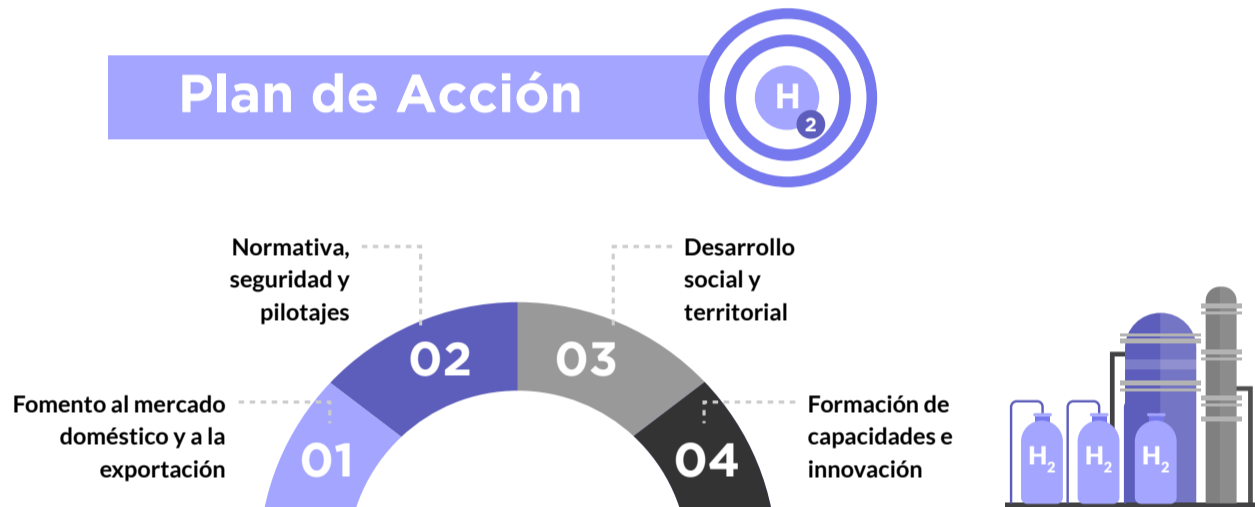 Plan de Acción
H
2
Normativa,
seguridad y
pilotajes
Desarrollo
social y
territorial
02
03
Fomento al mercado
doméstico y a la
exportación
01
04
Formación de
capacidades e
innovación
H2
H2
H2